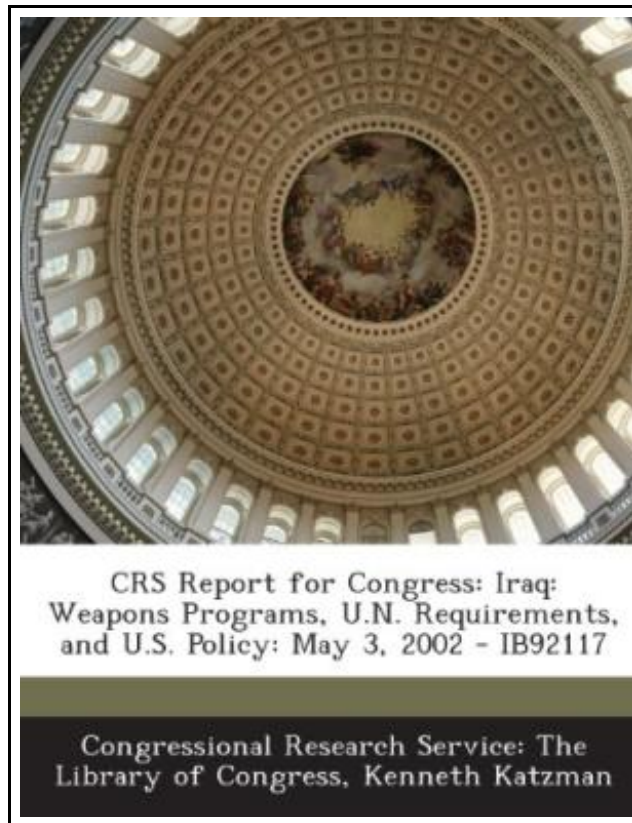 CRS Report for Congress: Iraq:
Weapons Programs, U.N. Requirements,
and U.S. Policy: May 3, 2002 - IB92117
Congressional Research Service: The
Library of Congress, Kenneth Katzman